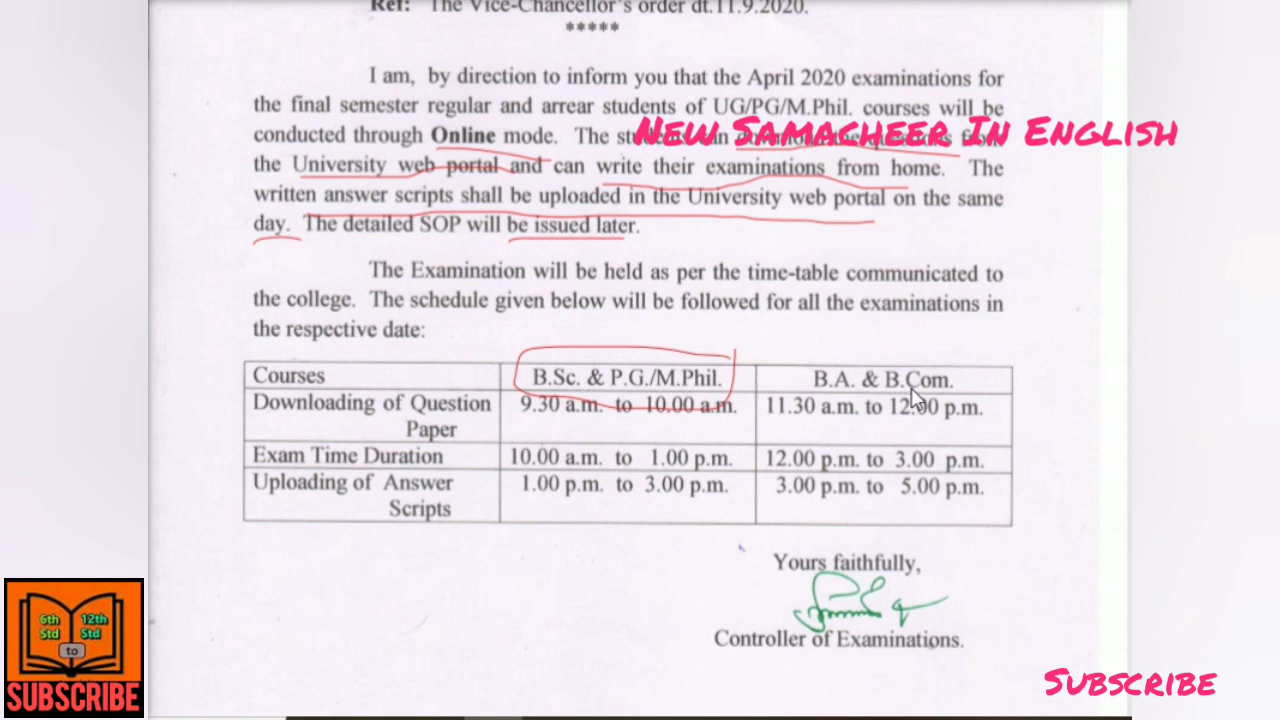 Ref: The Vice-Chancellor's order dt.11.9.2020.
*****
I am, by direction to inform you that the April 2020 examinations for
the final semester regular and arrear students of UG/PG/M.Phil. courses will be
conducted through Online mode. The
New Samacheer In English
the University web portal and can write their examinations from home. The
written answer scripts shall be uploaded in the University web portal on the same
day. The detailed SOP will be issued later.
The Examination will be held as per the time-table communicated to
the college. The schedule given below will be followed for all the examinations in
the respective date:
Courses B.Sc. & P.G./M.Phil. B.A. & B.Com.
Downloading of Question 9.30 a.m. to 10.00 a.m. 11.30 a.m. to 12.00 p.m.
Paper
Exam Time Duration 10.00 a.m. to 1.00 p.m. 12.00 p.m. to 3.00 p.m.
Uploading of Answer 1.00 p.m. to 3.00 p.m. 3.00 p.m. to 5.00 p.m.
Scripts
Yours faithfully,
Controller of Examinations.
6th 12th
Std Std
to
SUBSCRIBE
Subscribe